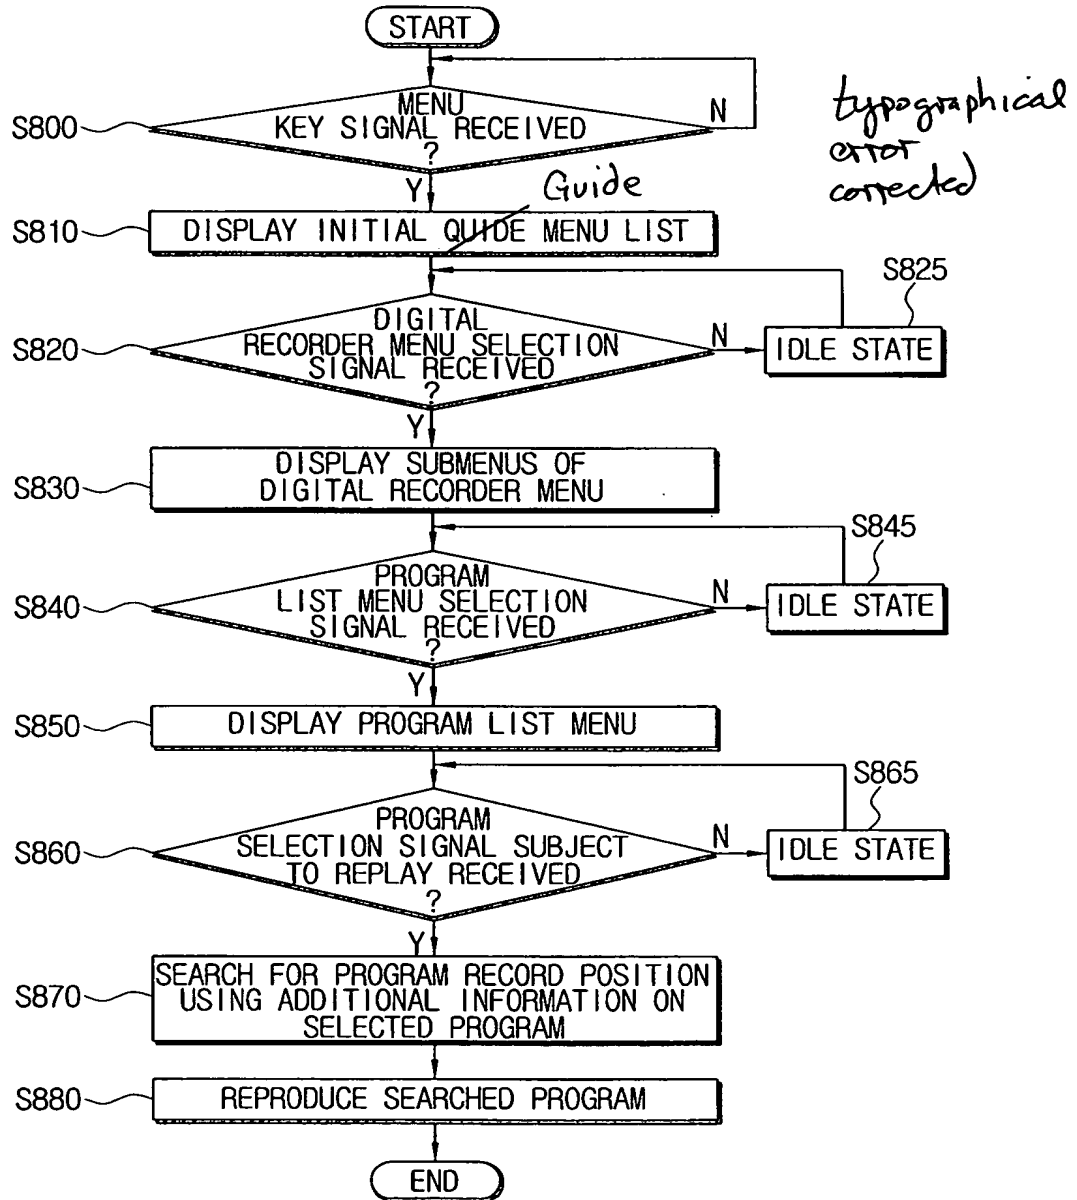 START
MENU
KEY SIGNAL RECEIVED
?
N
S800
typographical
error
corrected
Y
Guide
S810
DISPLAY INITIAL QUIDE MENU LIST
S825
DIGITAL
RECORDER MENU SELECTION
SIGNAL RECEIVED
?
N
S820
IDLE STATE
Y
S830
DISPLAY SUBMENUS OF
DIGITAL RECORDER MENU
S845
PROGRAM
LIST MENU SELECTION
SIGNAL RECEIVED
?
N
S840
IDLE STATE
Y
S850
DISPLAY PROGRAM LIST MENU
S865
PROGRAM
SELECTION SIGNAL SUBJECT
TO REPLAY RECEIVED
?
N
S860
IDLE STATE
Y
S870
SEARCH FOR PROGRAM RECORD POSITION
USING ADDITIONAL INFORMATION ON
SELECTED PROGRAM
S880
REPRODUCE SEARCHED PROGRAM
END